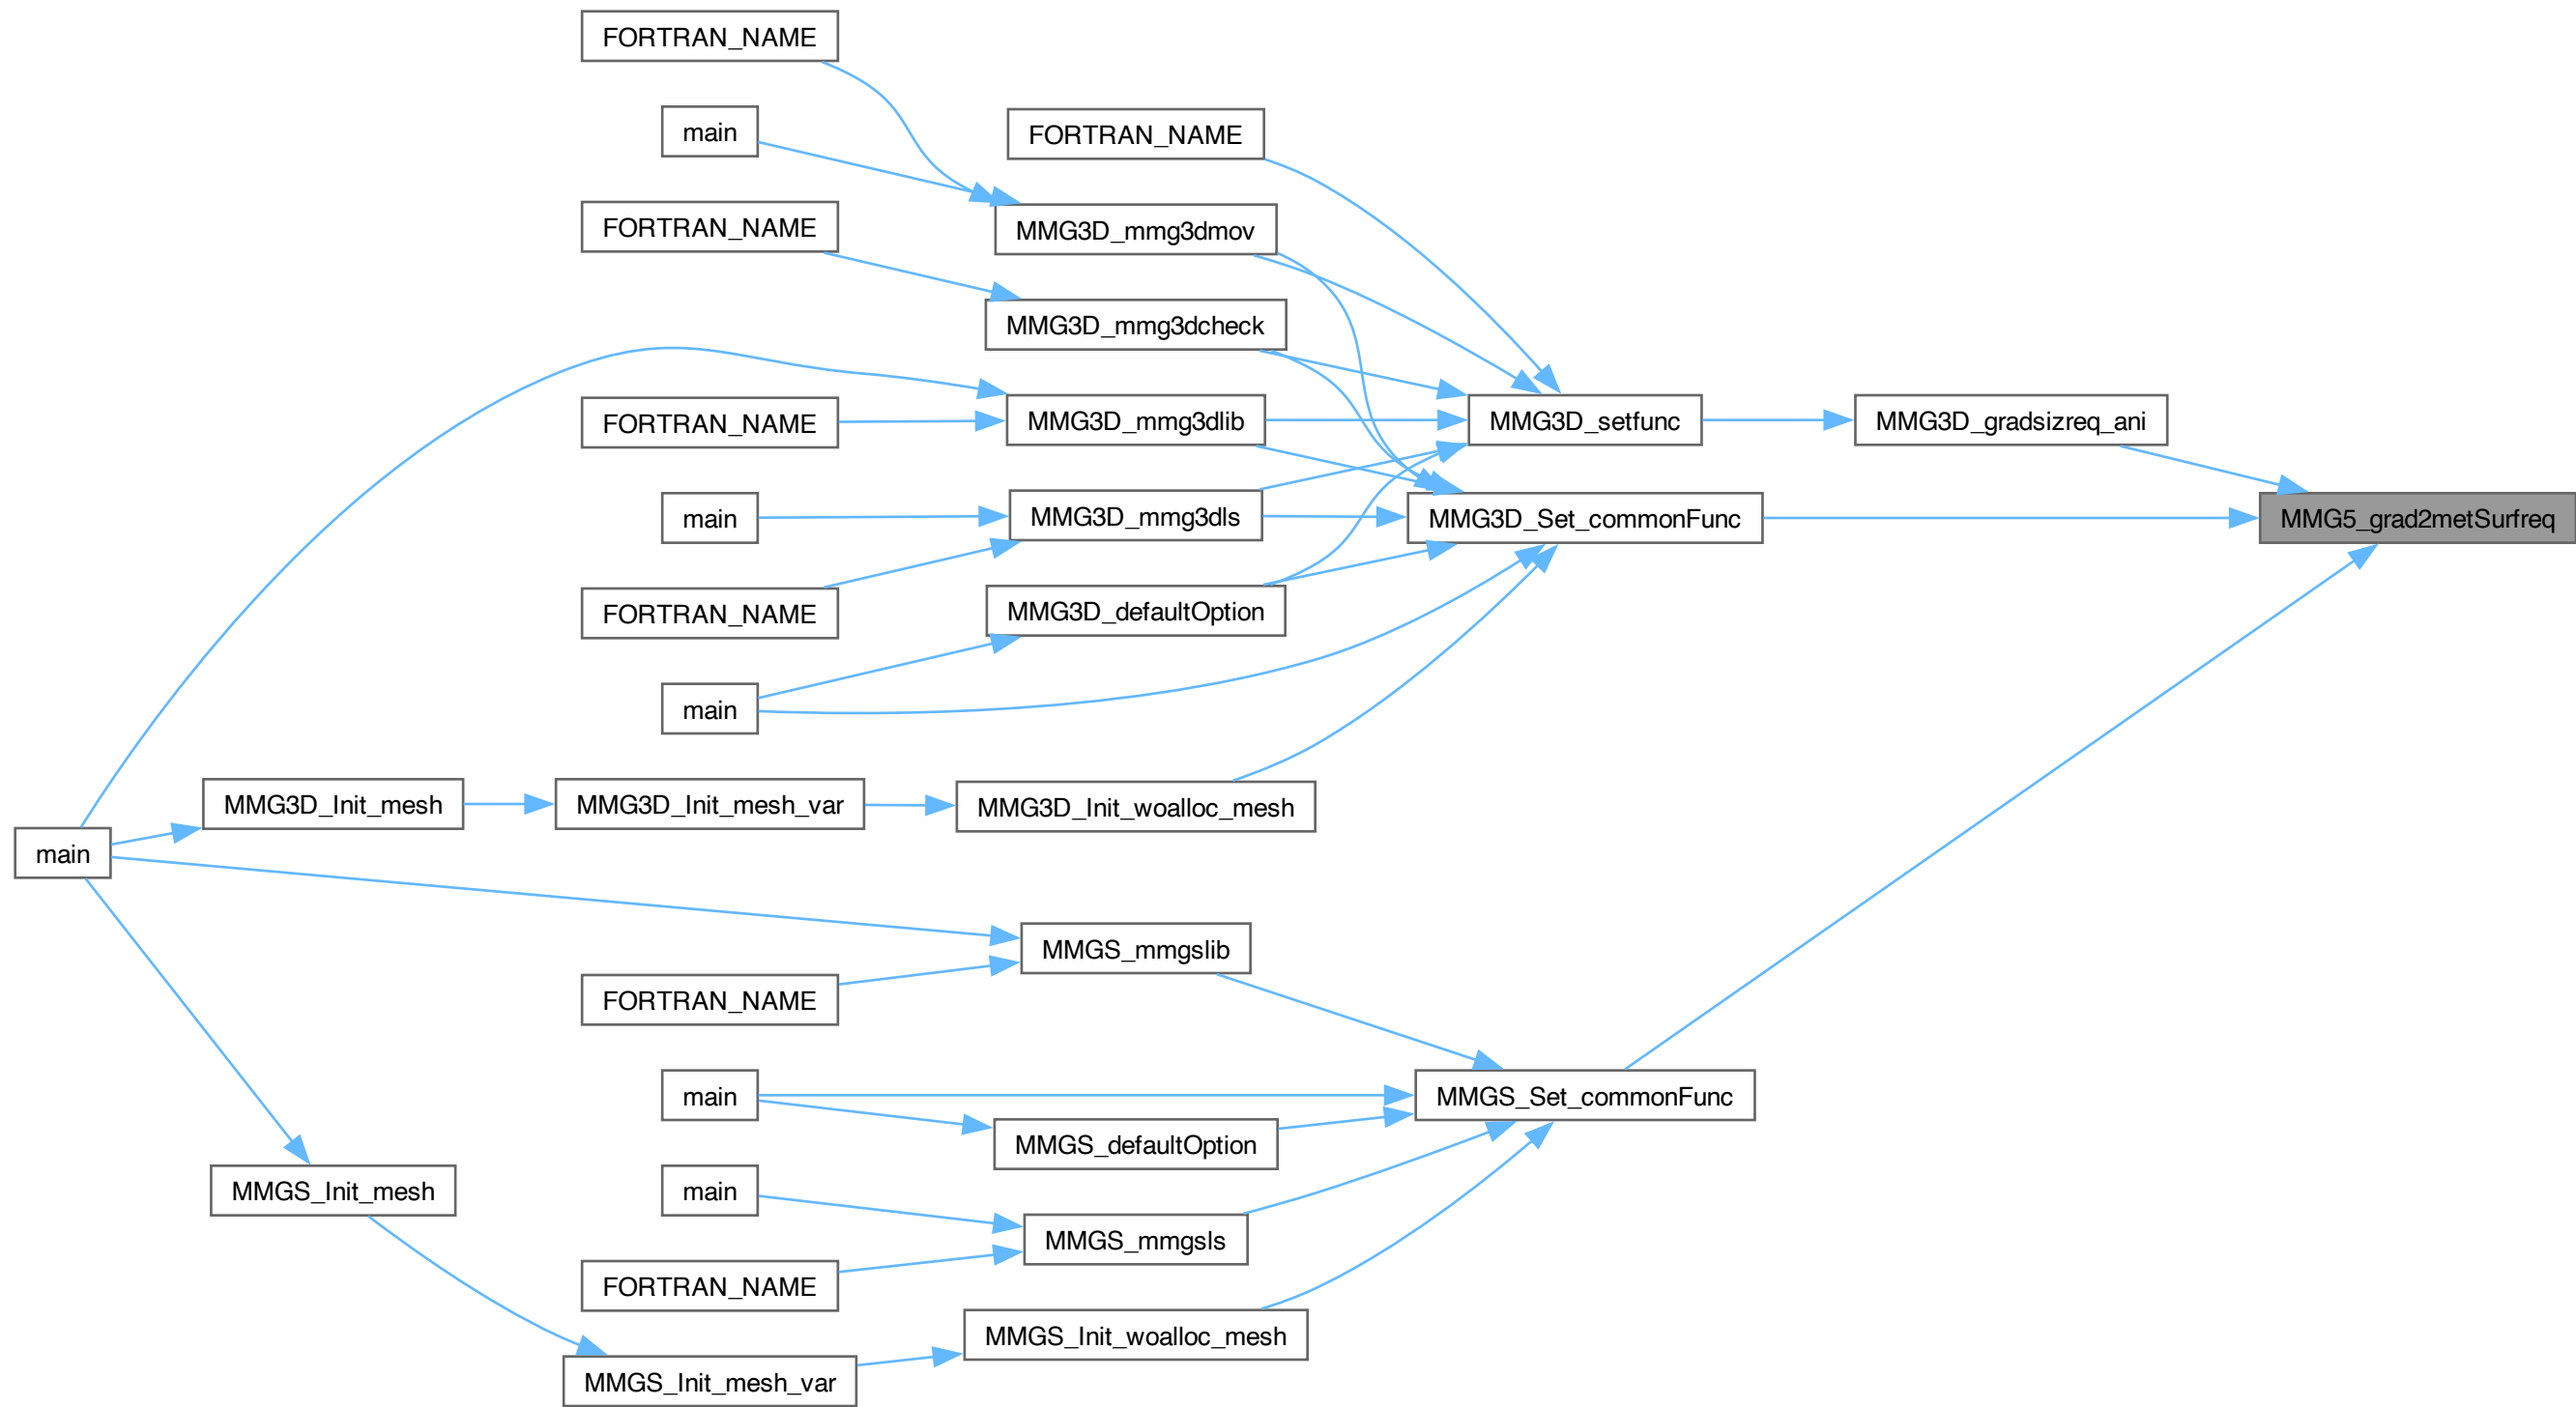 FORTRAN_NAME
main
FORTRAN_NAME
FORTRAN_NAME
MMG3D_mmg3dmov
MMG3D_mmg3dcheck
FORTRAN_NAME
MMG3D_mmg3dlib
MMG3D_setfunc
MMG3D_gradsizreq_ani
main
MMG3D_mmg3dls
MMG3D_Set_commonFunc
MMG5_grad2metSurfreq
FORTRAN_NAME
MMG3D_defaultOption
main
MMG3D_Init_mesh
MMG3D_Init_mesh_var
MMG3D_Init_woalloc_mesh
main
MMGS_mmgslib
FORTRAN_NAME
main
MMGS_Set_commonFunc
MMGS_defaultOption
MMGS_Init_mesh
main
MMGS_mmgsls
FORTRAN_NAME
MMGS_Init_woalloc_mesh
MMGS_Init_mesh_var